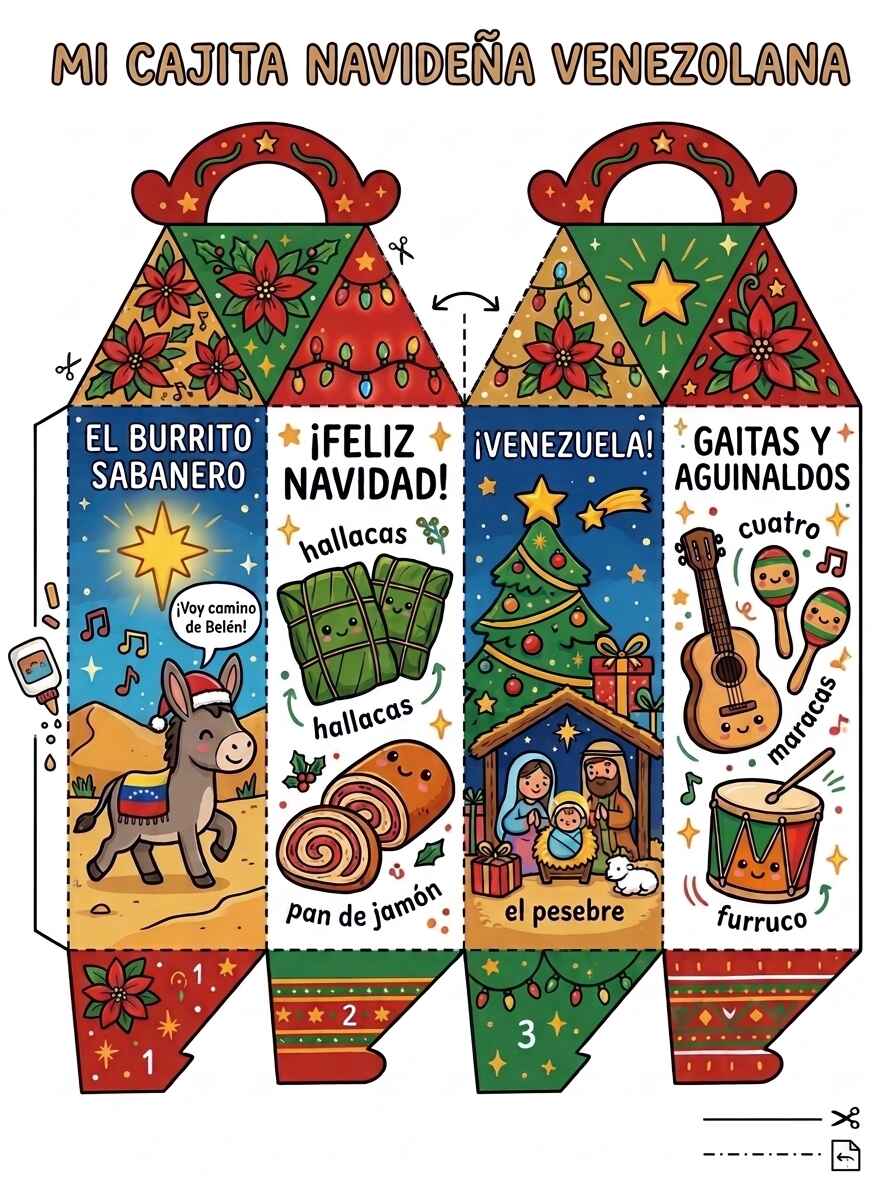 MI CAJITA NAVIDEÑA VENEZOLANA
EL BURRITO
SABANERO
¡Voy camino
de Belén!
¡FELIZ
NAVIDAD!
hallacas
hallacas
pan de jamón
¡VENEZUELA!
el pesebre
GAITAS Y
AGUINALDOS
cuatro
maracas
furruco
1
1
2
3